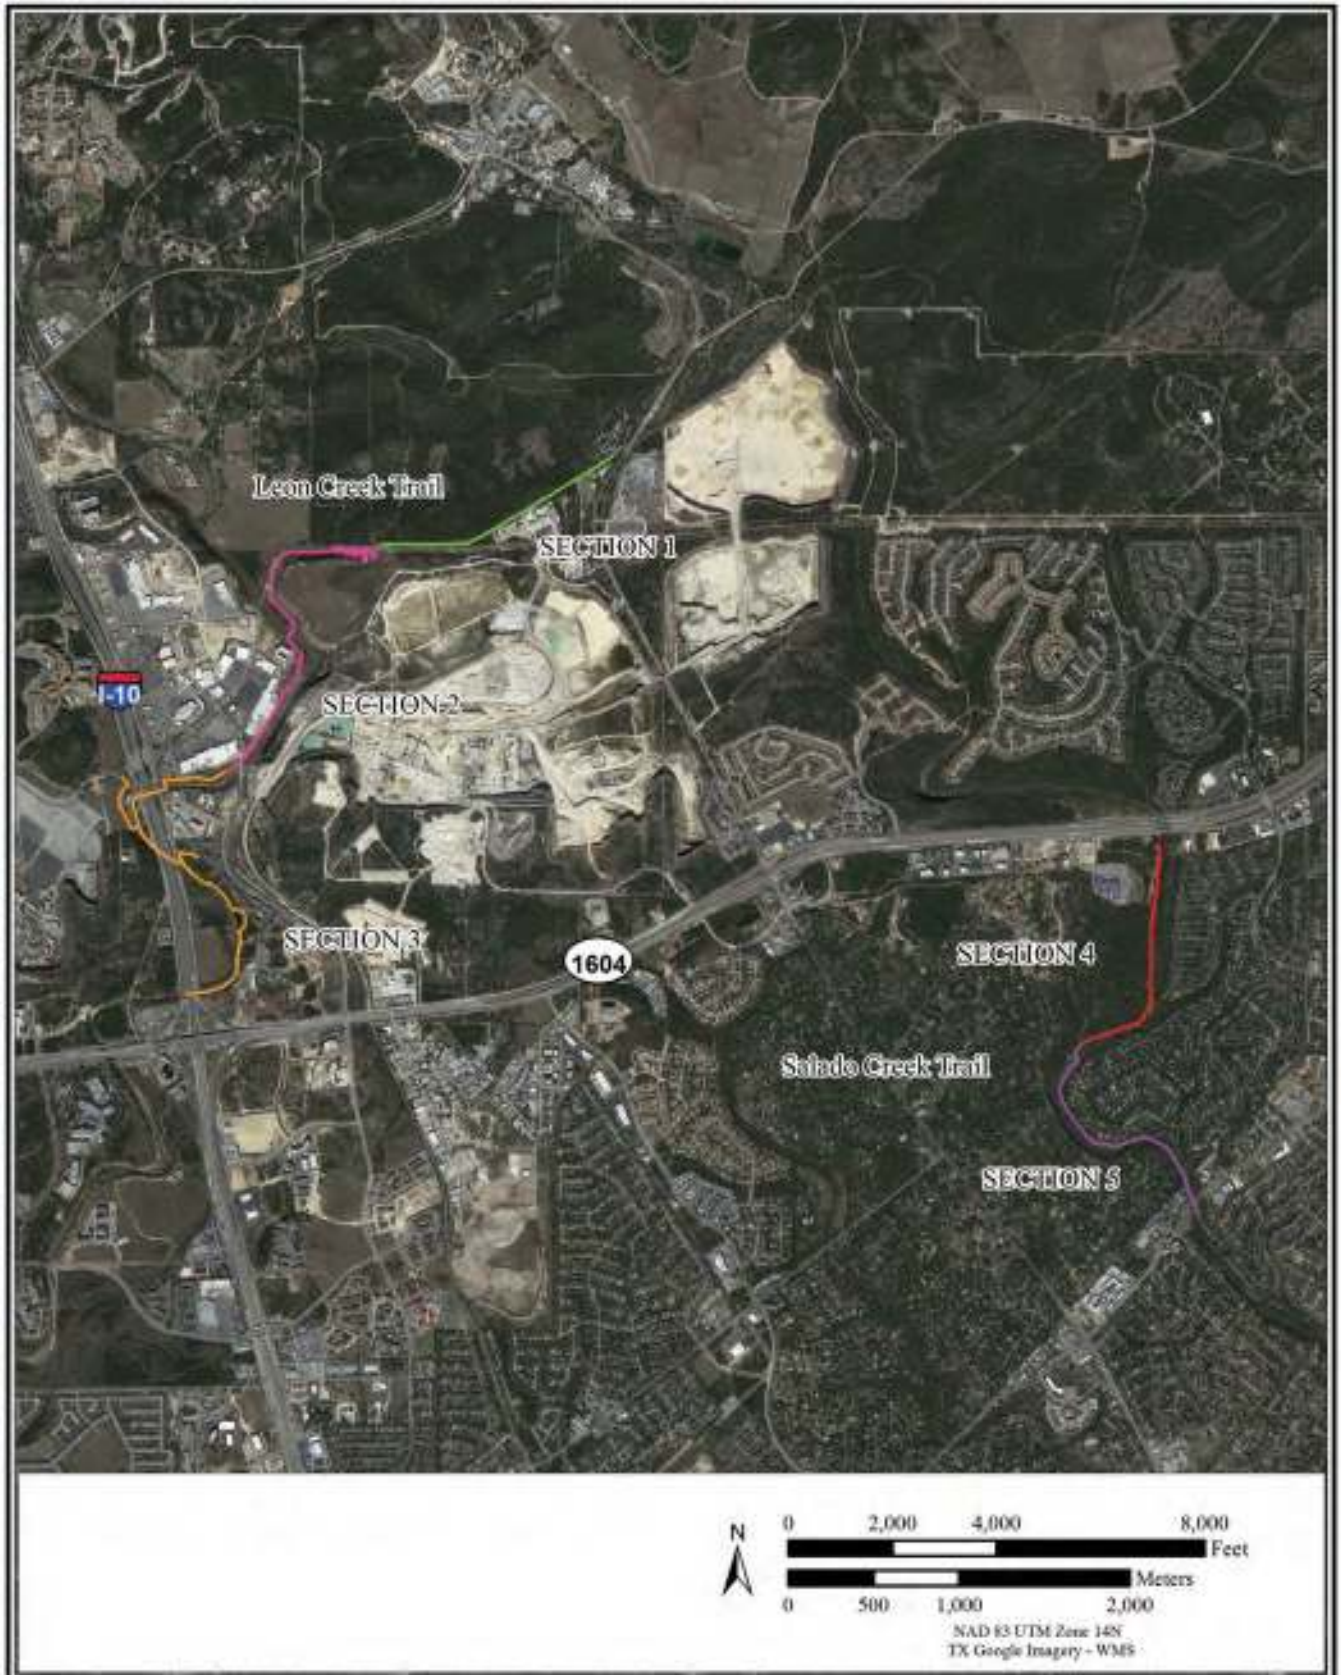 Leon Creek Trail
SECTION 1
I-10
SECTION 2
SECTION 3
1604
SECTION 4
Salado Creek Trail
SECTION 5
N
0 2,000 4,000 8,000
Feet
Meters
0 500 1,000 2,000
NAD 83 UTM Zone 14N
TX Google Imagery - WMS